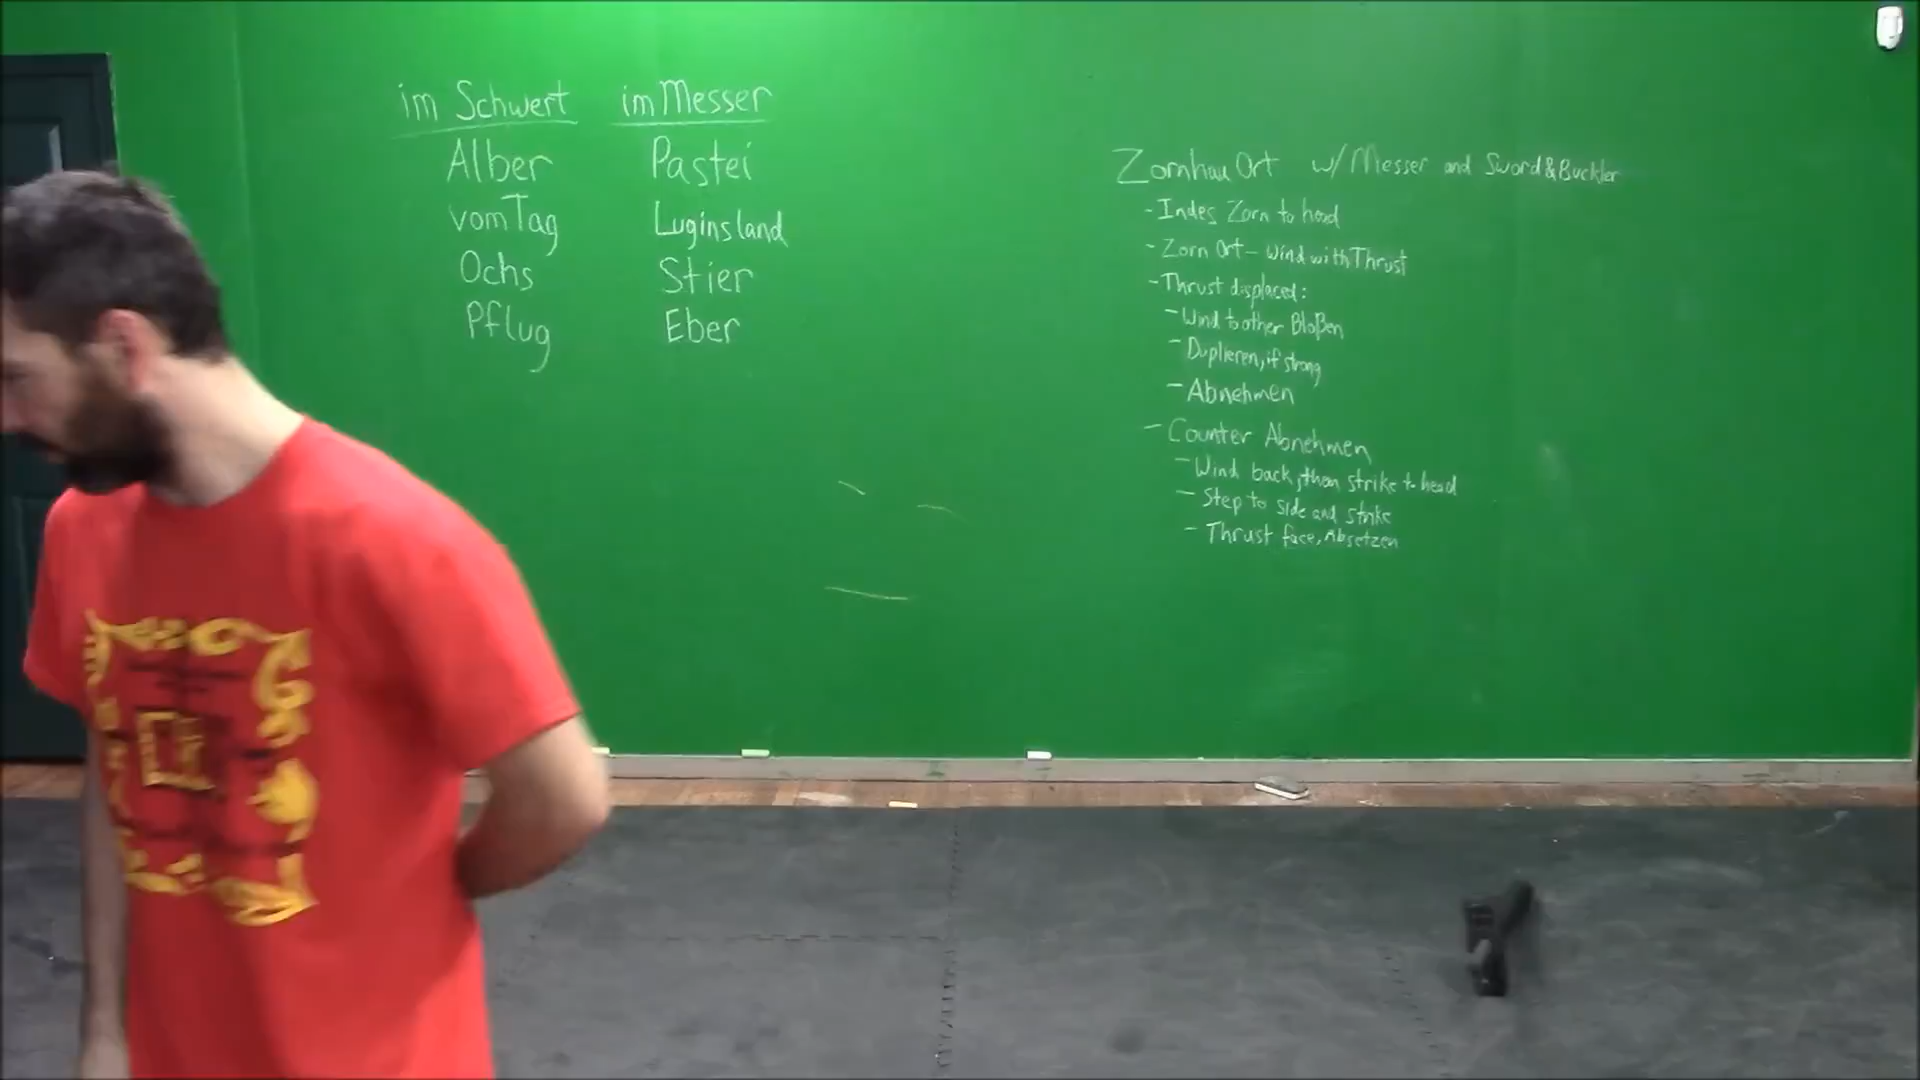 im Schwert im Messer
Alber Pastei
vom Tag Luginsland
Ochs Stier
Pflug Eber
Zornhau Ort w/ Messer and Sword & Buckler
- Indes Zorn to head
- Zorn Ort - Wind with Thrust
- Thrust displaced:
- Wind to other Bloßen
- Duplieren, if strong
- Abnehmen
- Counter Abnehmen
- Wind back, then strike to head
- Step to side and strike
- Thrust face, Absetzen